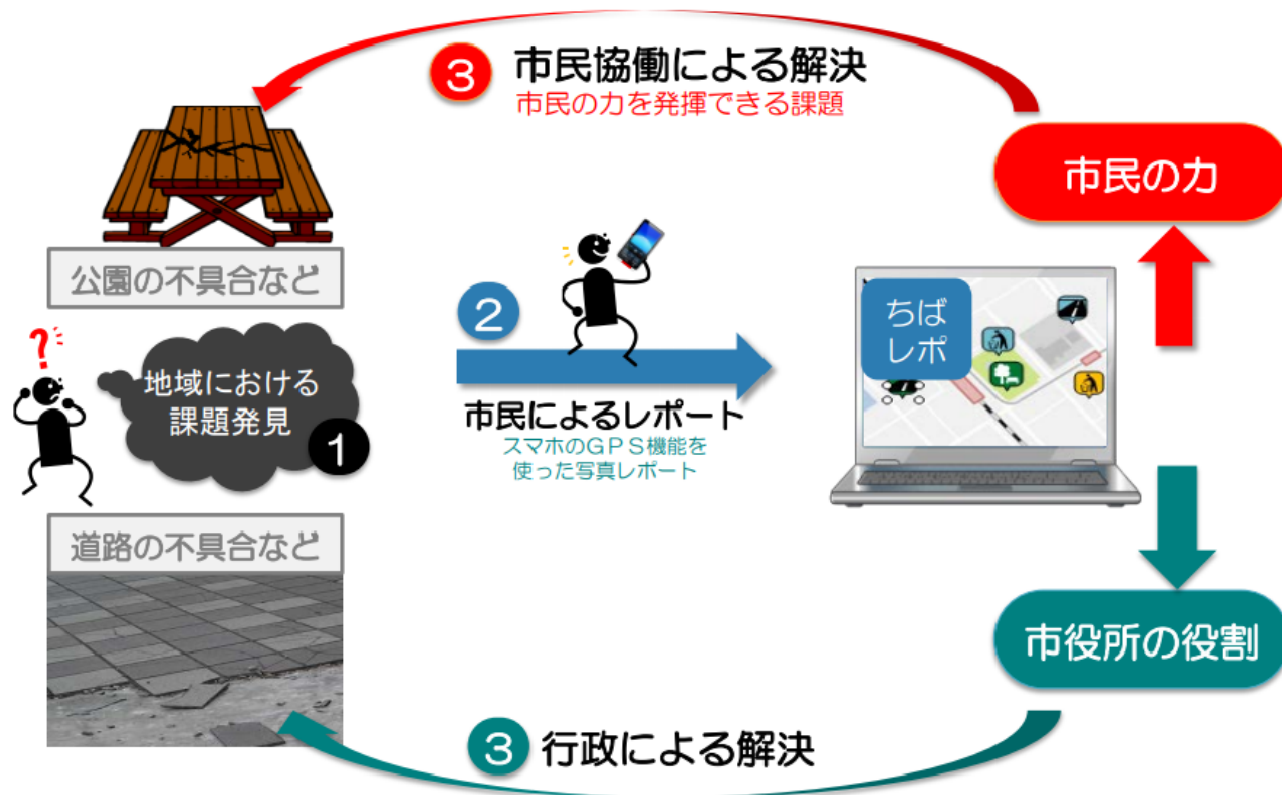 3 市民協働による解決
市民の力を発揮できる課題
市民の力
公園の不具合など
?
地域における
課題発見
1
2
市民によるレポート
スマホのGPS機能を
使った写真レポート
ちば
レポ
道路の不具合など
市役所の役割
3 行政による解決